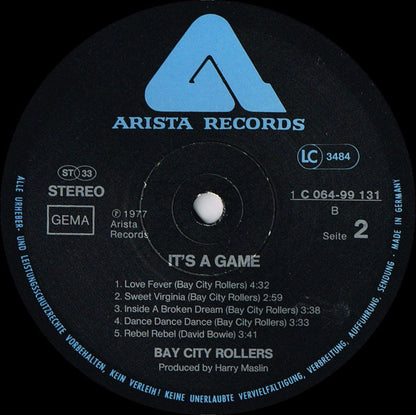 ARISTA RECORDS
LC 3484
ST 33
STEREO
GEMA
℗ 1977
Arista
Records
1 C 064-99 131
B
Seite 2
IT'S A GAME
1. Love Fever (Bay City Rollers) 4:32
2. Sweet Virginia (Bay City Rollers) 2:59
3. Inside A Broken Dream (Bay City Rollers) 3:38
4. Dance Dance Dance (Bay City Rollers) 3:33
5. Rebel Rebel (David Bowie) 3:41
BAY CITY ROLLERS
Produced by Harry Maslin
ALLE URHEBER- UND LEISTUNGSSCHUTZRECHTE VORBEHALTEN, KEIN VERLEIH! KEINE UNERLAUBTE VERVIELFÄLTIGUNG, VERBREITUNG, AUFFÜHRUNG, SENDUNG - MADE IN GERMANY